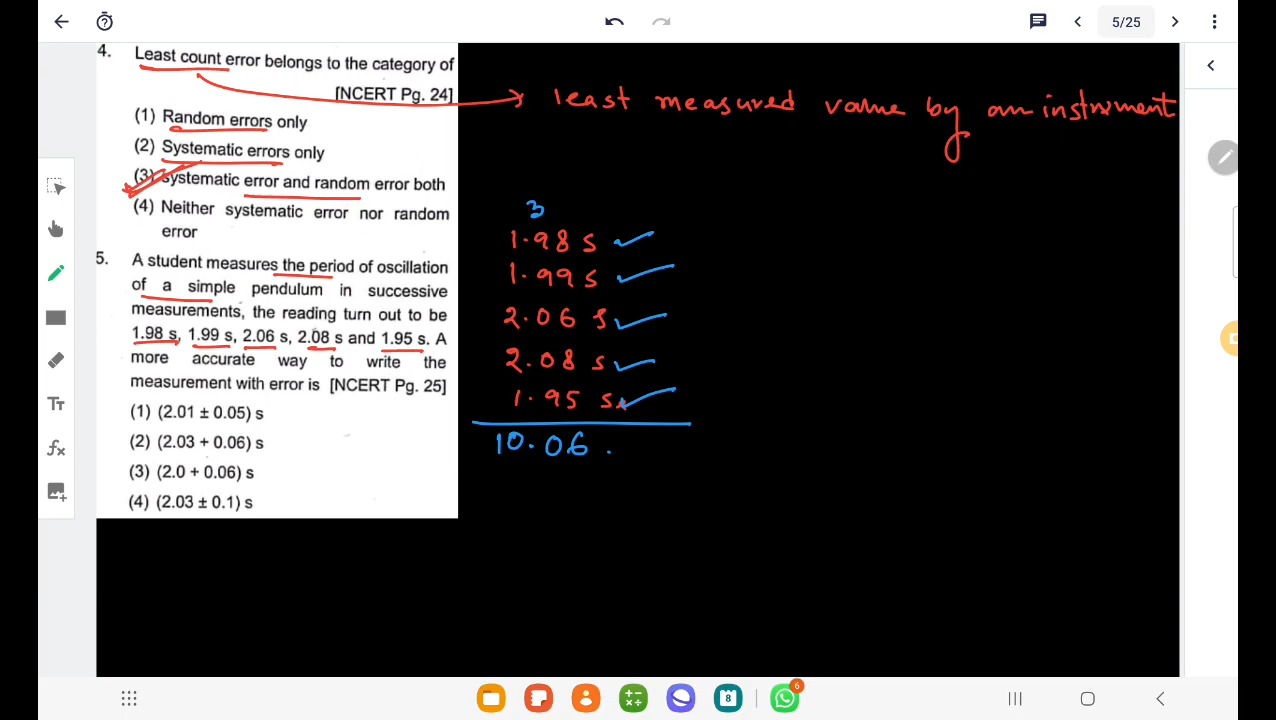 5/25
4. Least count error belongs to the category of
[NCERT Pg. 24]
(1) Random errors only
(2) Systematic errors only
(3) Systematic error and random error both
(4) Neither systematic error nor random
error
5. A student measures the period of oscillation
of a simple pendulum in successive
measurements, the reading turn out to be
1.98 s, 1.99 s, 2.06 s, 2.08 s and 1.95 s. A
more accurate way to write the
measurement with error is [NCERT Pg. 25]
(1) (2.01 ± 0.05) s
(2) (2.03 + 0.06) s
(3) (2.0 + 0.06) s
(4) (2.03 ± 0.1) s
least measured value by an instrument
3
1.98 s
1.99 s
2.06 s
2.08 s
1.95 s
10.06 .
Tт
fx
8
6